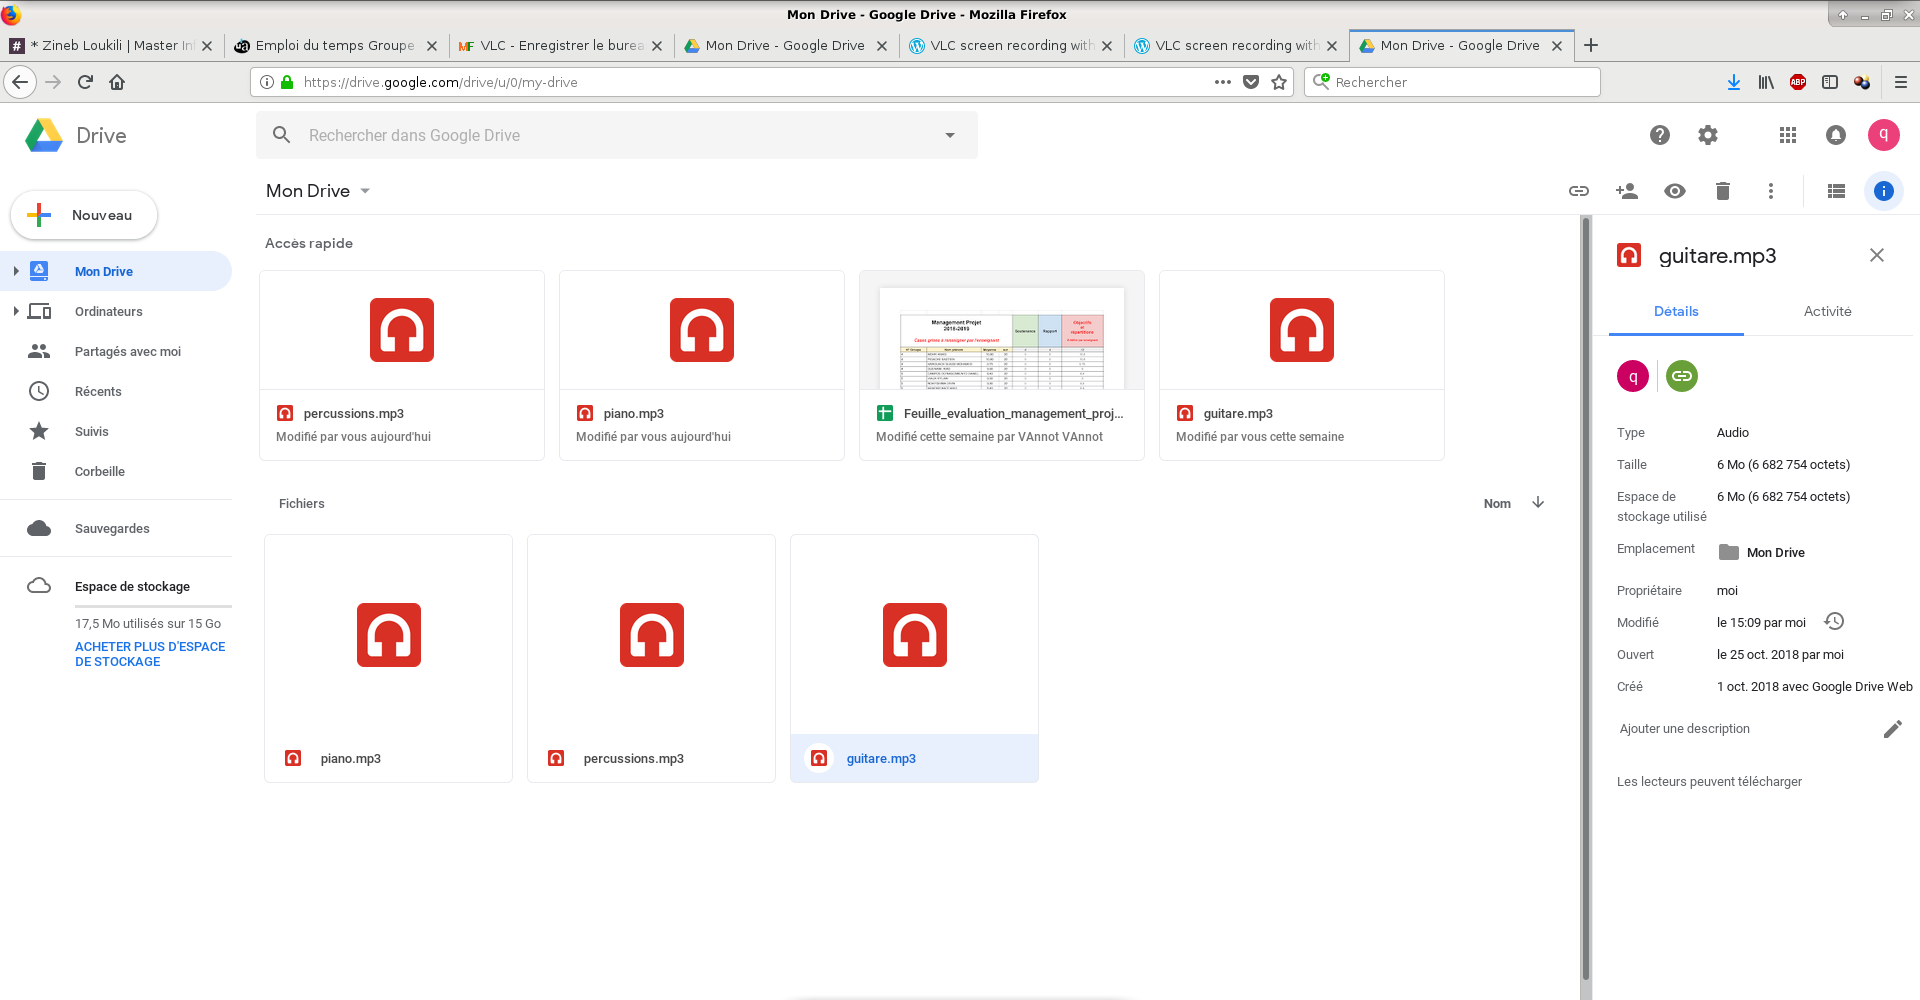 Mon Drive - Google Drive - Mozilla Firefox
* Zineb Loukili | Master In
Emploi du temps Groupe
VLC - Enregistrer le burea
Mon Drive - Google Drive
VLC screen recording with
VLC screen recording with
Mon Drive - Google Drive
https://drive.google.com/drive/u/0/my-drive
Rechercher
ABP
Drive
Rechercher dans Google Drive
q
Nouveau
Mon Drive
Ordinateurs
Partagés avec moi
Récents
Suivis
Corbeille
Sauvegardes
Espace de stockage
17,5 Mo utilisés sur 15 Go
ACHETER PLUS D'ESPACE
DE STOCKAGE
Mon Drive
Accès rapide
Management Projet
2018-2019
Soutenance
Rapport
percussions.mp3
Modifié par vous aujourd'hui
piano.mp3
Modifié par vous aujourd'hui
Feuille_evaluation_management_proj...
Modifié cette semaine par VAnnot VAnnot
guitare.mp3
Modifié par vous cette semaine
Fichiers
Nom
piano.mp3
percussions.mp3
guitare.mp3
guitare.mp3
Détails
Activité
q
Type Audio
Taille 6 Mo (6 682 754 octets)
Espace de stockage utilisé 6 Mo (6 682 754 octets)
Emplacement Mon Drive
Propriétaire moi
Modifié le 15:09 par moi
Ouvert le 25 oct. 2018 par moi
Créé 1 oct. 2018 avec Google Drive Web
Ajouter une description
Les lecteurs peuvent télécharger